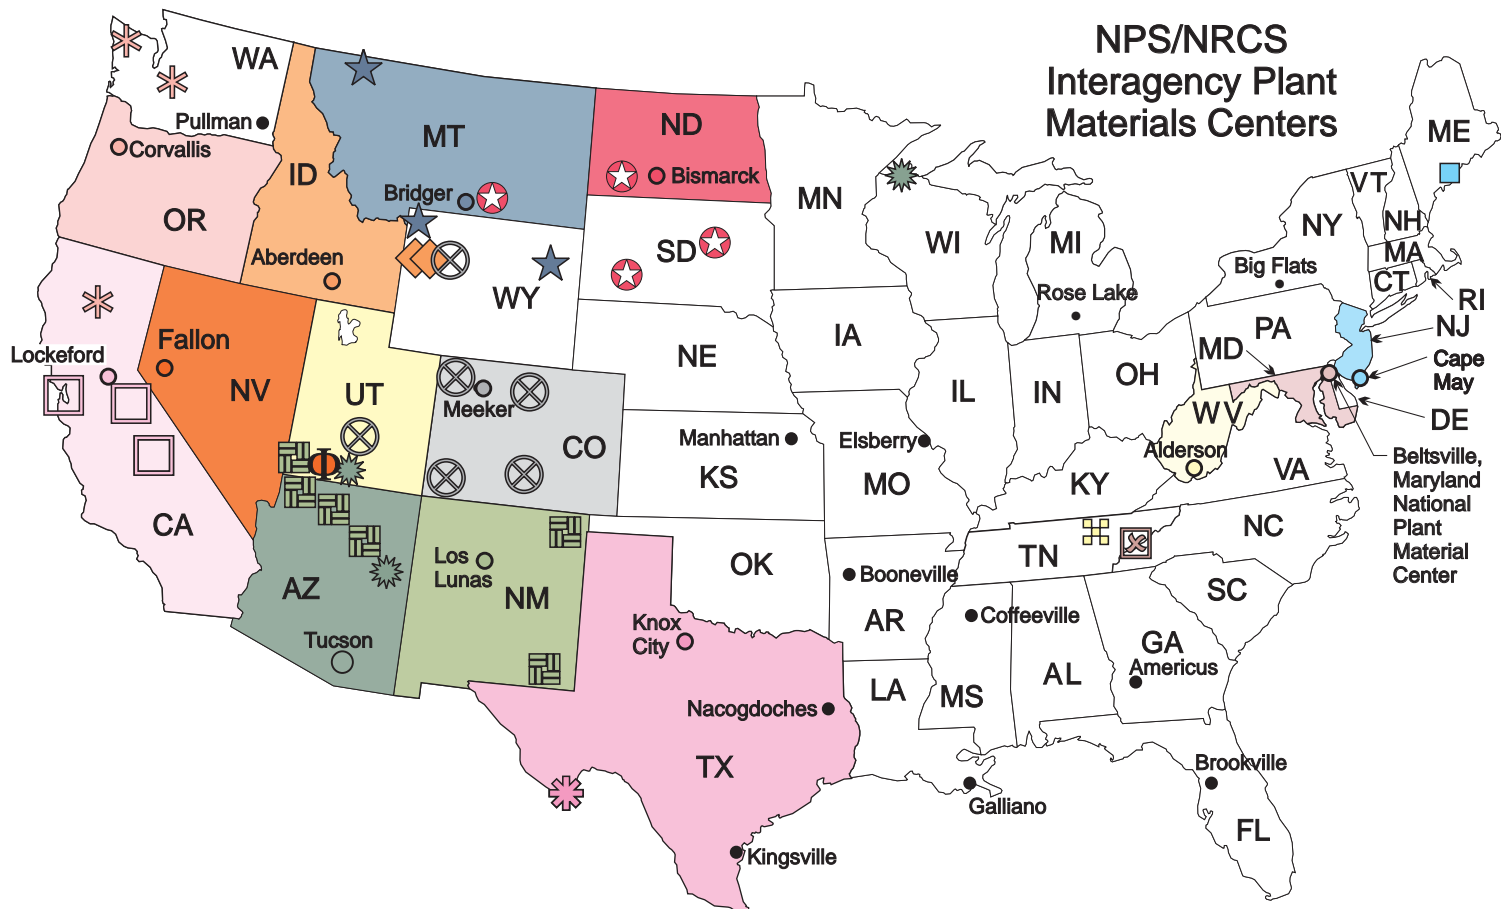 NPS/NRCS
Interagency Plant
Materials Centers
WA
Pullman
Corvallis
OR
ID
Aberdeen
MT
Bridger
ND
Bismarck
SD
WY
MN
WI
MI
Rose Lake
NY
Big Flats
VT
NH
MA
CT
RI
ME
NJ
Cape
May
DE
PA
MD
Beltsville,
Maryland
National
Plant
Material
Center
Lockeford
Fallon
NV
UT
CA
Meeker
CO
NE
IA
IL
IN
OH
WV
Alderson
VA
Manhattan
KS
Elsberry
MO
KY
NC
TN
SC
AZ
Tucson
Φ
Los
Lunas
NM
OK
Booneville
AR
Coffeeville
GA
Americus
AL
MS
LA
Knox
City
Nacogdoches
TX
Kingsville
Galliano
Brookville
FL